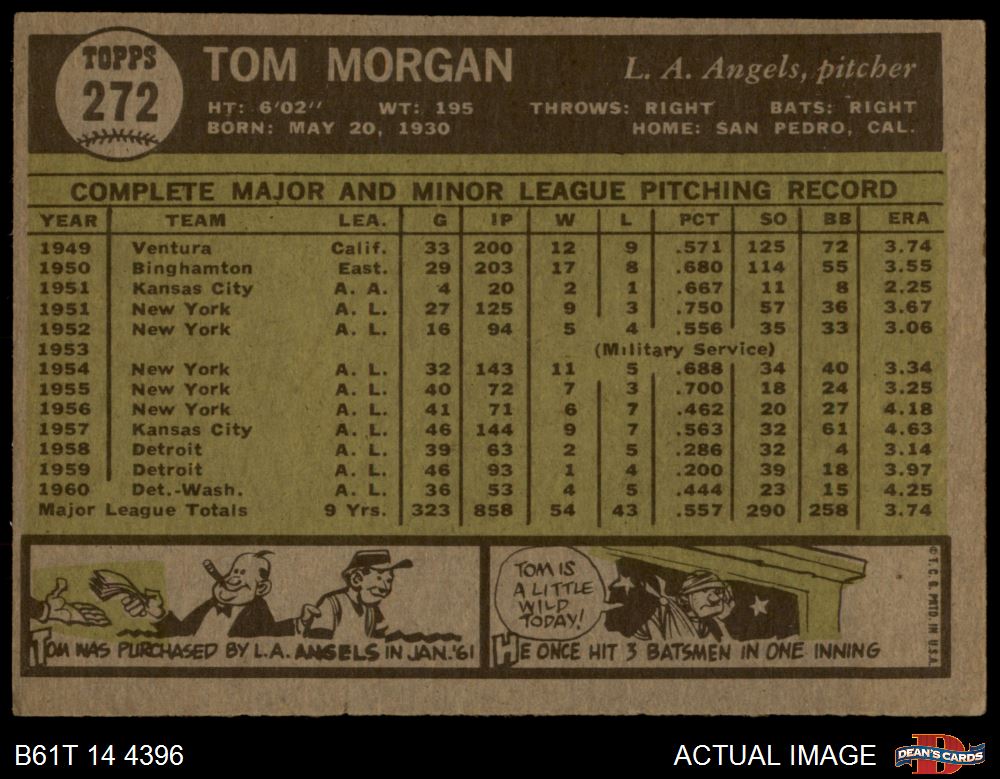 TOPPS
272
TOM MORGAN
L. A. Angels, pitcher
HT: 6'02'' WT: 195 THROWS: RIGHT BATS: RIGHT
BORN: MAY 20, 1930 HOME: SAN PEDRO, CAL.
COMPLETE MAJOR AND MINOR LEAGUE PITCHING RECORD
YEAR TEAM LEA. G IP W L PCT SO BB ERA
1949 Ventura Calif. 33 200 12 9 .571 125 72 3.74
1950 Binghamton East. 29 203 17 8 .680 114 55 3.55
1951 Kansas City A. A. 4 20 2 1 .667 11 8 2.25
1951 New York A. L. 27 125 9 3 .750 57 36 3.67
1952 New York A. L. 16 94 5 4 .556 35 33 3.06
1953 (Military Service)
1954 New York A. L. 32 143 11 5 .688 34 40 3.34
1955 New York A. L. 40 72 7 3 .700 18 24 3.25
1956 New York A. L. 41 71 6 7 .462 20 27 4.18
1957 Kansas City A. L. 46 144 9 7 .563 32 61 4.63
1958 Detroit A. L. 39 63 2 5 .286 32 4 3.14
1959 Detroit A. L. 46 93 1 4 .200 39 18 3.97
1960 Det.-Wash. A. L. 36 53 4 5 .444 23 15 4.25
Major League Totals 9 Yrs. 323 858 54 43 .557 290 258 3.74
TOM WAS PURCHASED BY L.A. ANGELS IN JAN. '61
TOM IS
A LITTLE
WILD
TODAY!
HE ONCE HIT 3 BATSMEN IN ONE INNING
© T. C. G. PRTD. IN U.S.A.
B61T 14 4396
ACTUAL IMAGE
DEAN'S CARDS